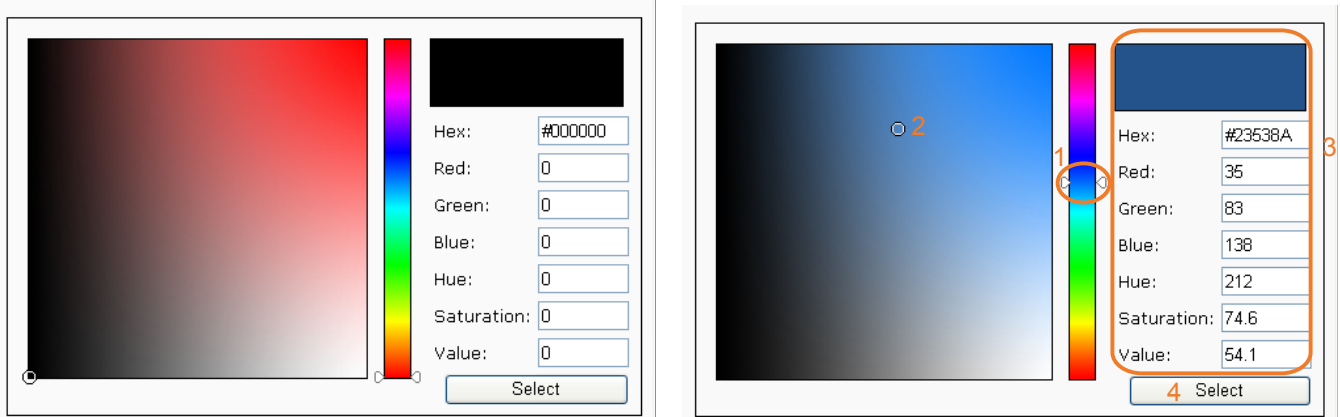 Hex: #000000
Red: 0
Green: 0
Blue: 0
Hue: 0
Saturation: 0
Value: 0
Select
1
2
3
Hex: #23538A
Red: 35
Green: 83
Blue: 138
Hue: 212
Saturation: 74.6
Value: 54.1
4 Select